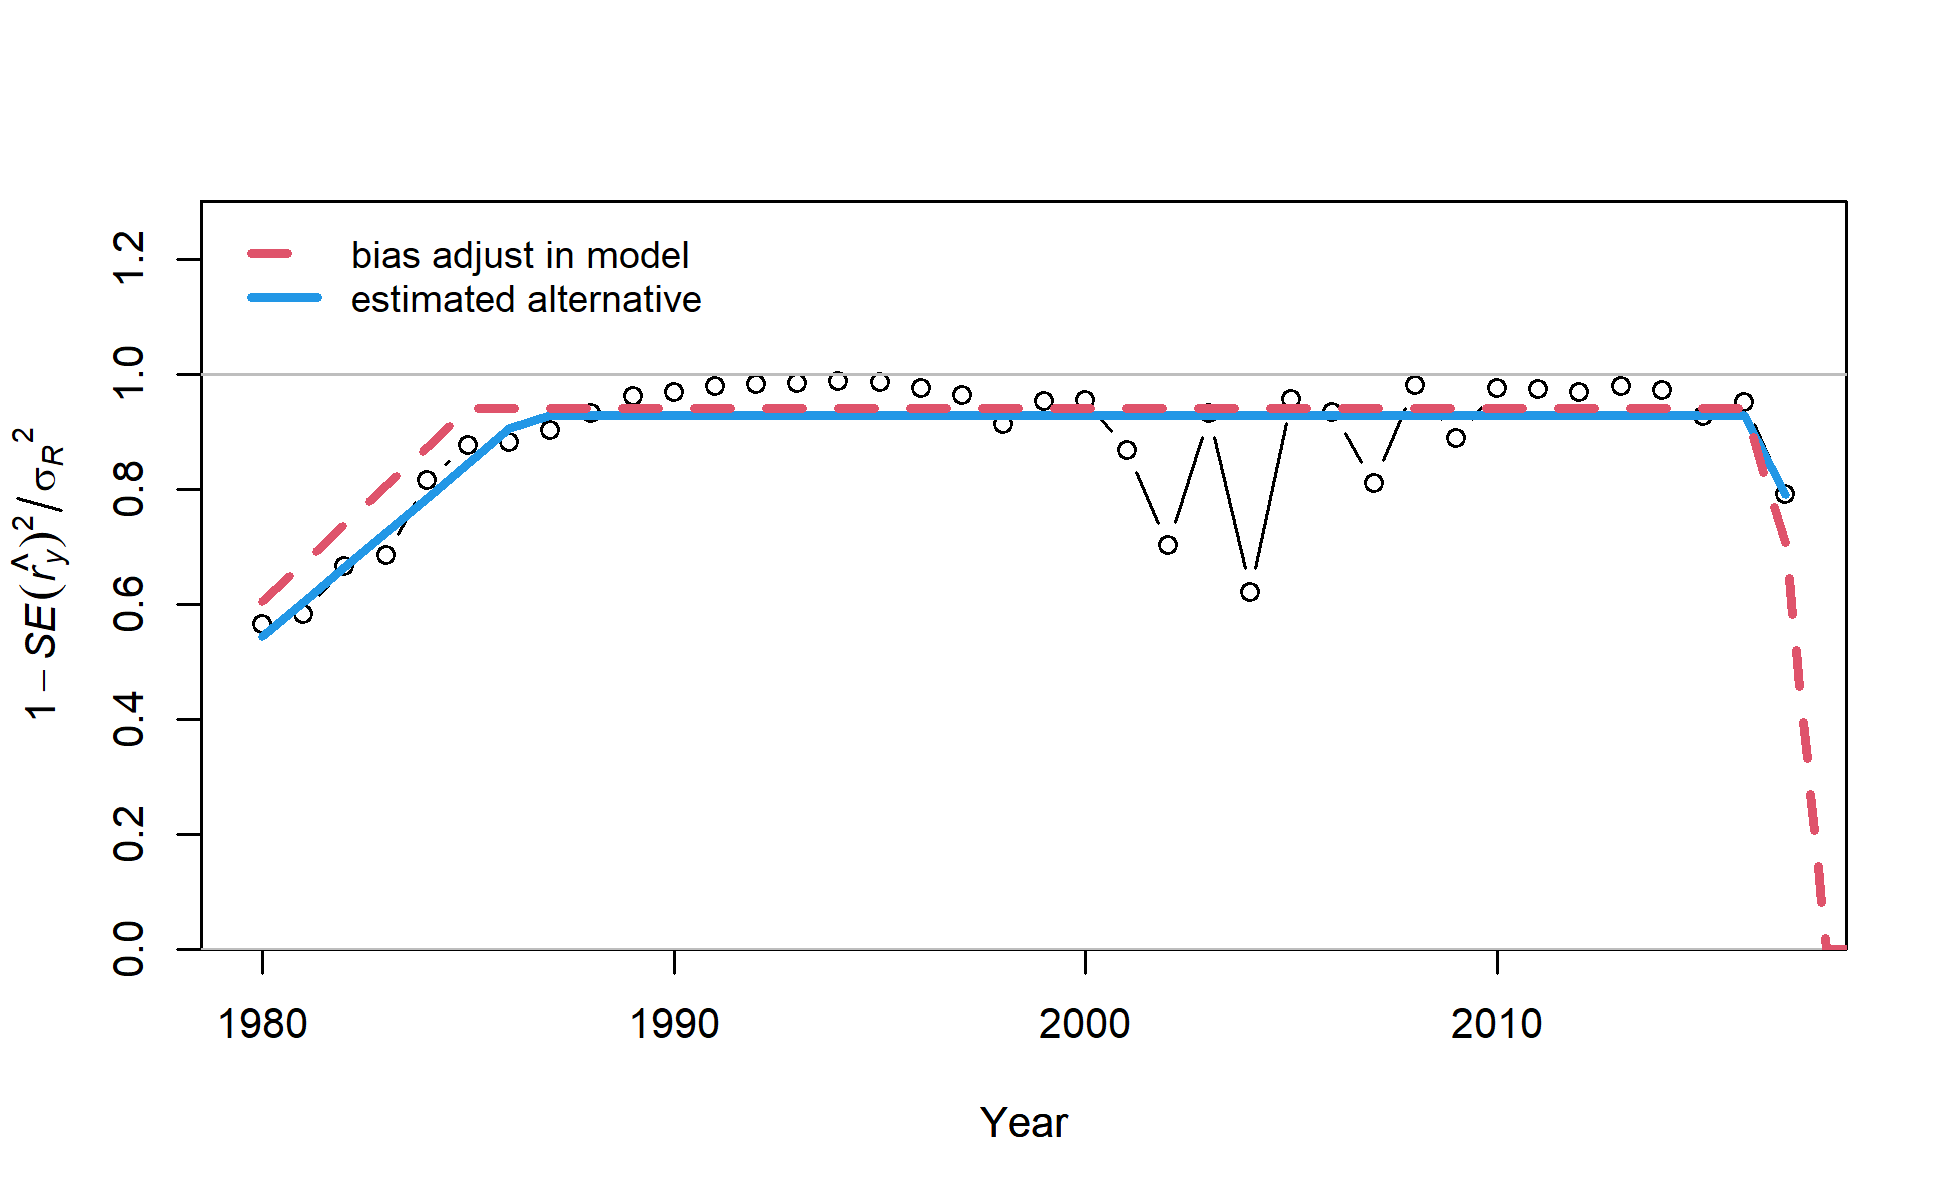 bias adjust in model
estimated alternative
1 − SE(r̂y)²/σR²
0.0
0.2
0.4
0.6
0.8
1.0
1.2
1980 1990 2000 2010
Year